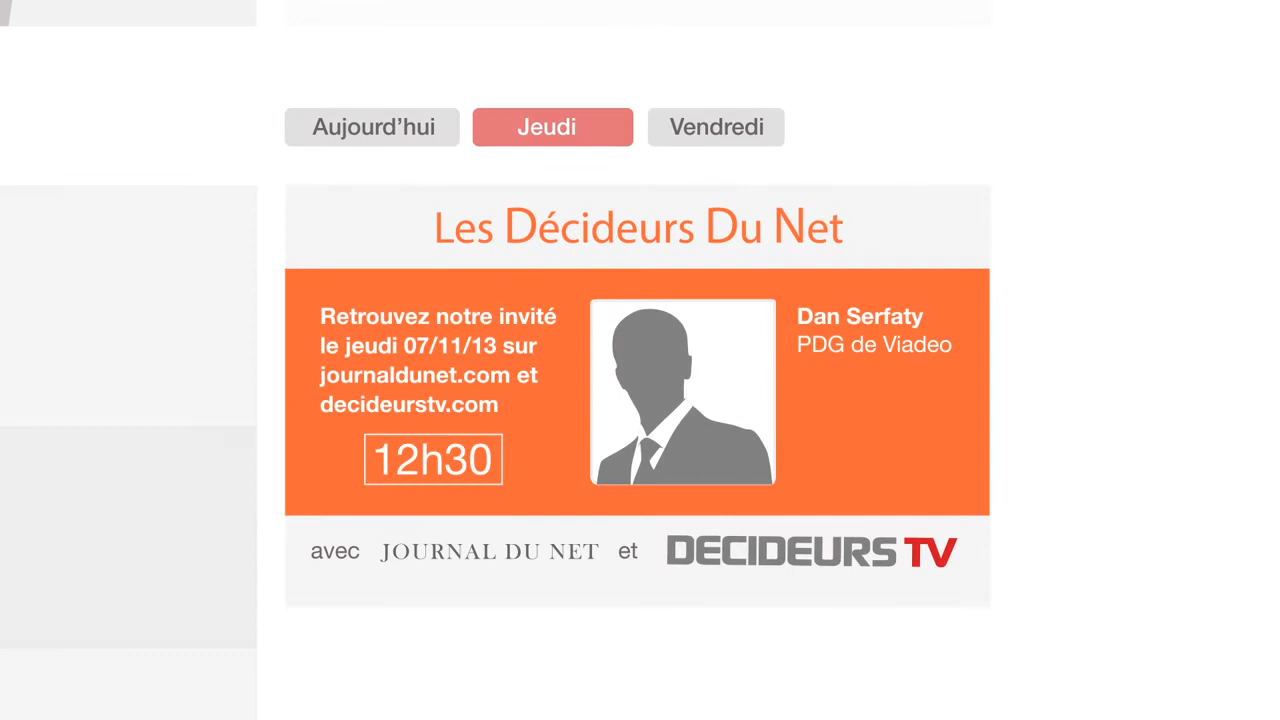 Aujourd’hui Jeudi Vendredi
Les Décideurs Du Net
Retrouvez notre invité
le jeudi 07/11/13 sur
journaldunet.com et
decideurstv.com
12h30
Dan Serfaty
PDG de Viadeo
avec JOURNAL DU NET et DECIDEURS TV